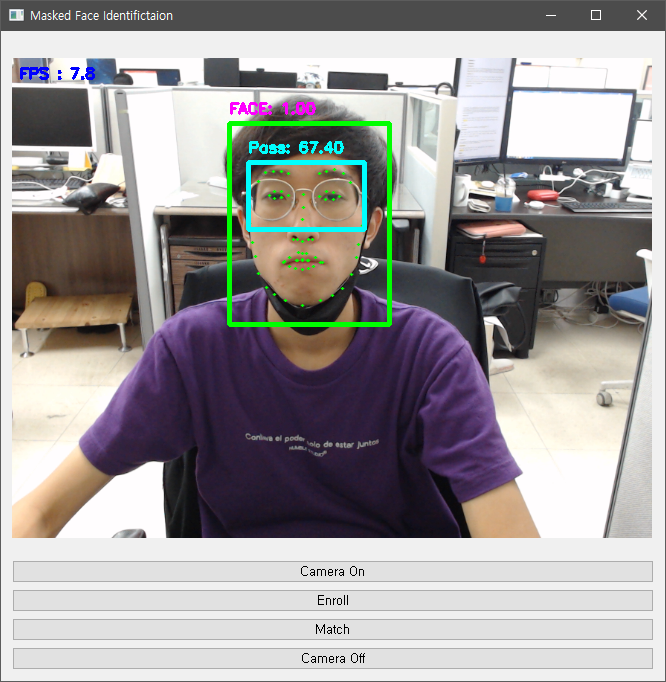 Masked Face Identifictaion
FPS : 7.8
FACE: 1.00
Pass: 67.40
el poder solo de estar juntos
Camera On
Enroll
Match
Camera Off